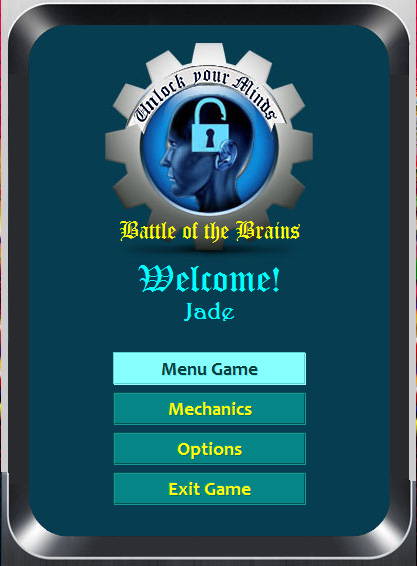 Unlock your Minds
Battle of the Brains
Welcome!
Jade
Menu Game
Mechanics
Options
Exit Game